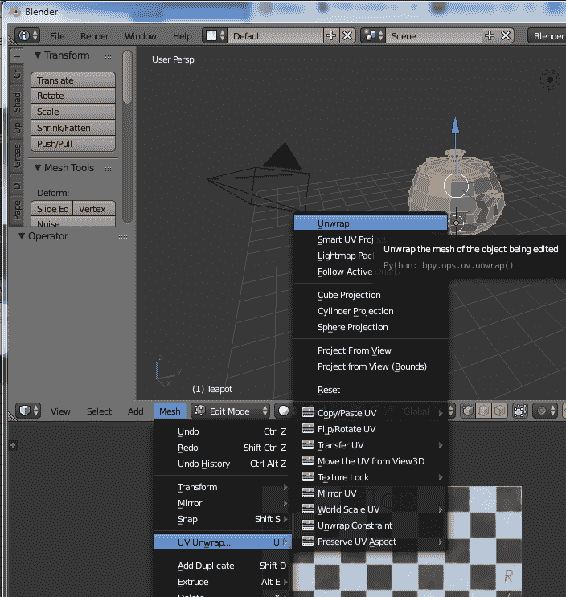 Blender
File Render Window Help Default Scene Blender
Transform
Translate
Rotate
Scale
Shrink/Fatten
Push/Pull
Mesh Tools
Deform:
Slide Ed Vertex
Noise
Operator
User Persp
Unwrap
Smart UV Proj
Lightmap Pac
Follow Active
Unwrap the mesh of the object being edited
Python: bpy.ops.uv.unwrap()
Cube Projection
Cylinder Projection
Sphere Projection
Project From View
Project from View (Bounds)
Reset
Copy/Paste UV
Flip/Rotate UV
Transfer UV
Move the UV from View3D
Texture Lock
Mirror UV
World Scale UV
Unwrap Constraint
Preserve UV Aspect
(1) Teapot
View Select Add Mesh Edit Mode Global
Undo Ctrl Z
Redo Shift Ctrl Z
Undo History Ctrl Alt Z
Transform
Mirror
Snap Shift S
UV Unwrap... U
Add Duplicate Shift D
Extrude Alt E
R